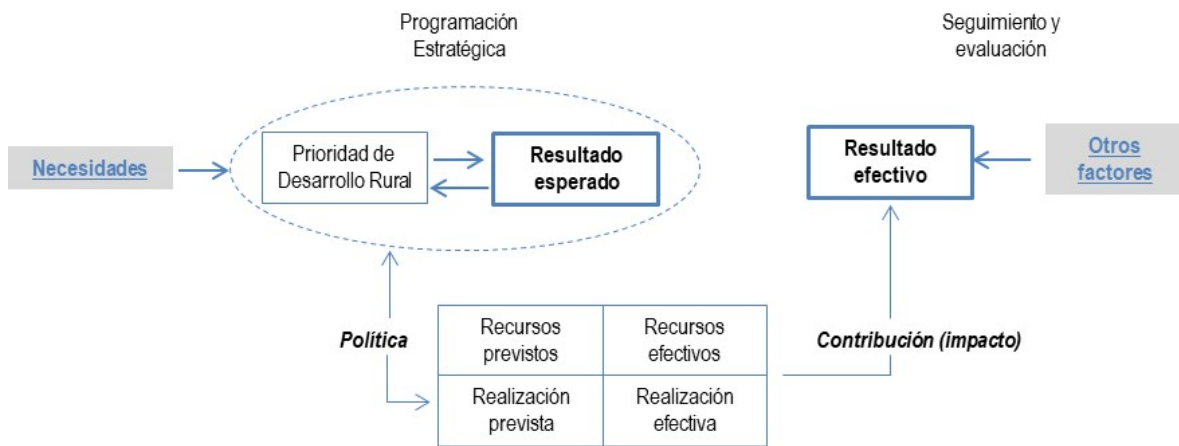 Programación
Estratégica
Seguimiento y
evaluación
Necesidades
Prioridad de
Desarrollo Rural
Resultado
esperado
Resultado
efectivo
Otros
factores
Política
Recursos
previstos
Recursos
efectivos
Contribución (impacto)
Realización
prevista
Realización
efectiva